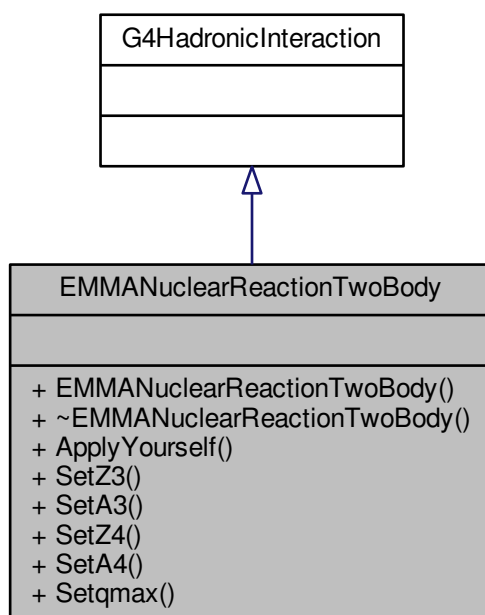 G4HadronicInteraction
EMMANuclearReactionTwoBody
+ EMMANuclearReactionTwoBody()
+ ~EMMANuclearReactionTwoBody()
+ ApplyYourself()
+ SetZ3()
+ SetA3()
+ SetZ4()
+ SetA4()
+ Setqmax()